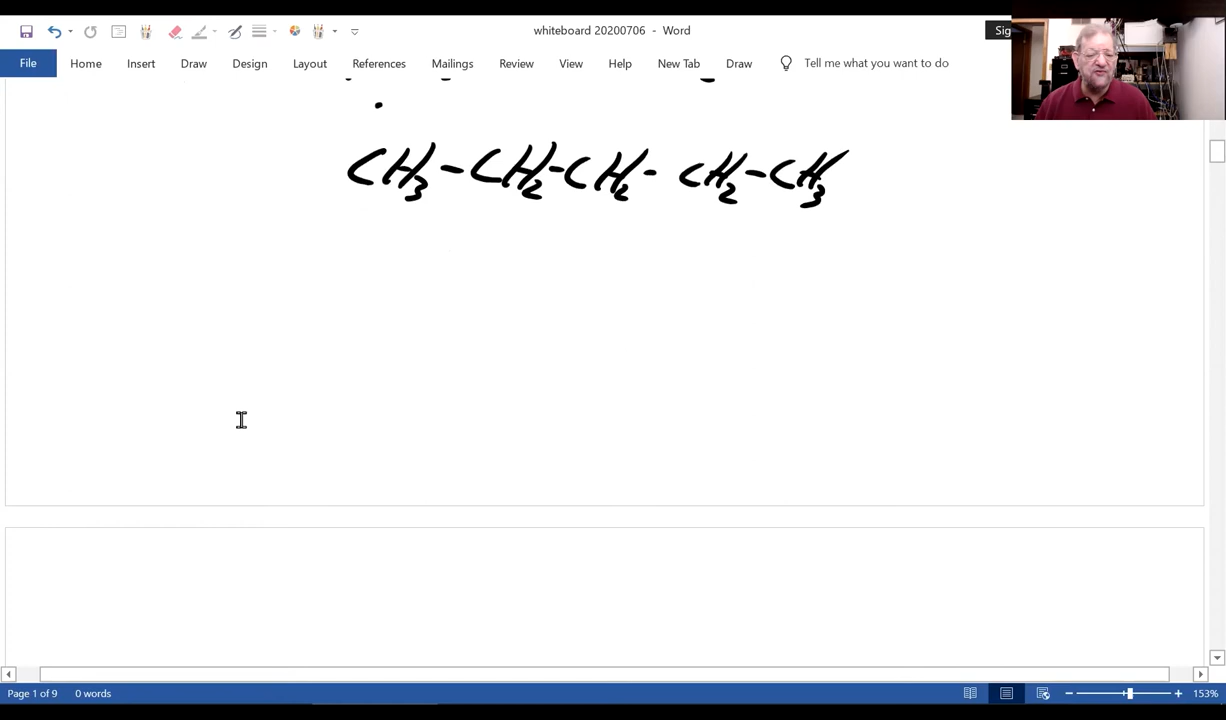 whiteboard 20200706 - Word
File Home Insert Draw Design Layout References Mailings Review View Help New Tab Draw Tell me what you want to do
CH3-CH2-CH2-CH2-CH3
Page 1 of 9 0 words 153%